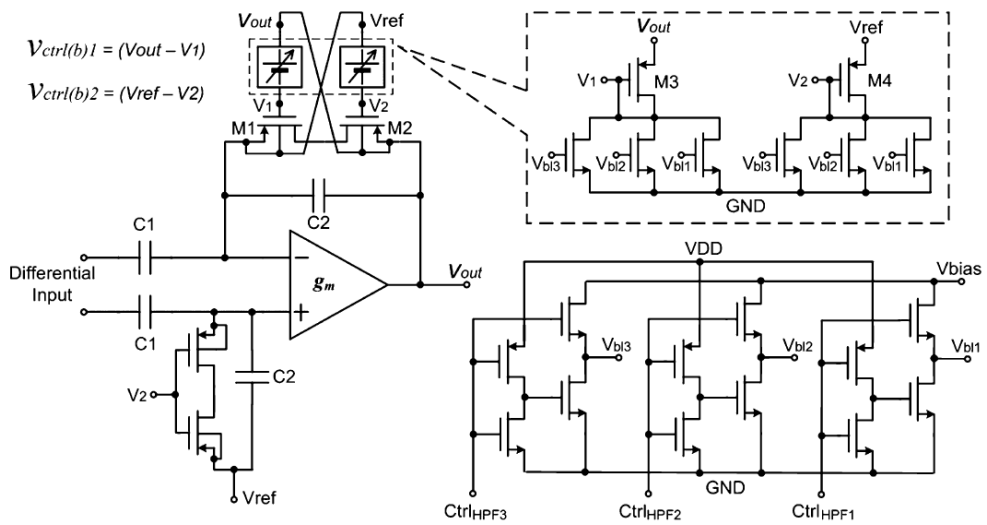 Vout
Vref
Vctrl(b)1 = (Vout – V1)
Vctrl(b)2 = (Vref – V2)
V1
V2
M1
M2
C2
C1
Differential
Input
gm
Vout
C1
C2
V2
Vref
Vout
Vref
V1
M3
V2
M4
Vbl3
Vbl2
Vbl1
Vbl3
Vbl2
Vbl1
GND
VDD
Vbias
Vbl3
Vbl2
Vbl1
GND
CtrlHPF3
CtrlHPF2
CtrlHPF1